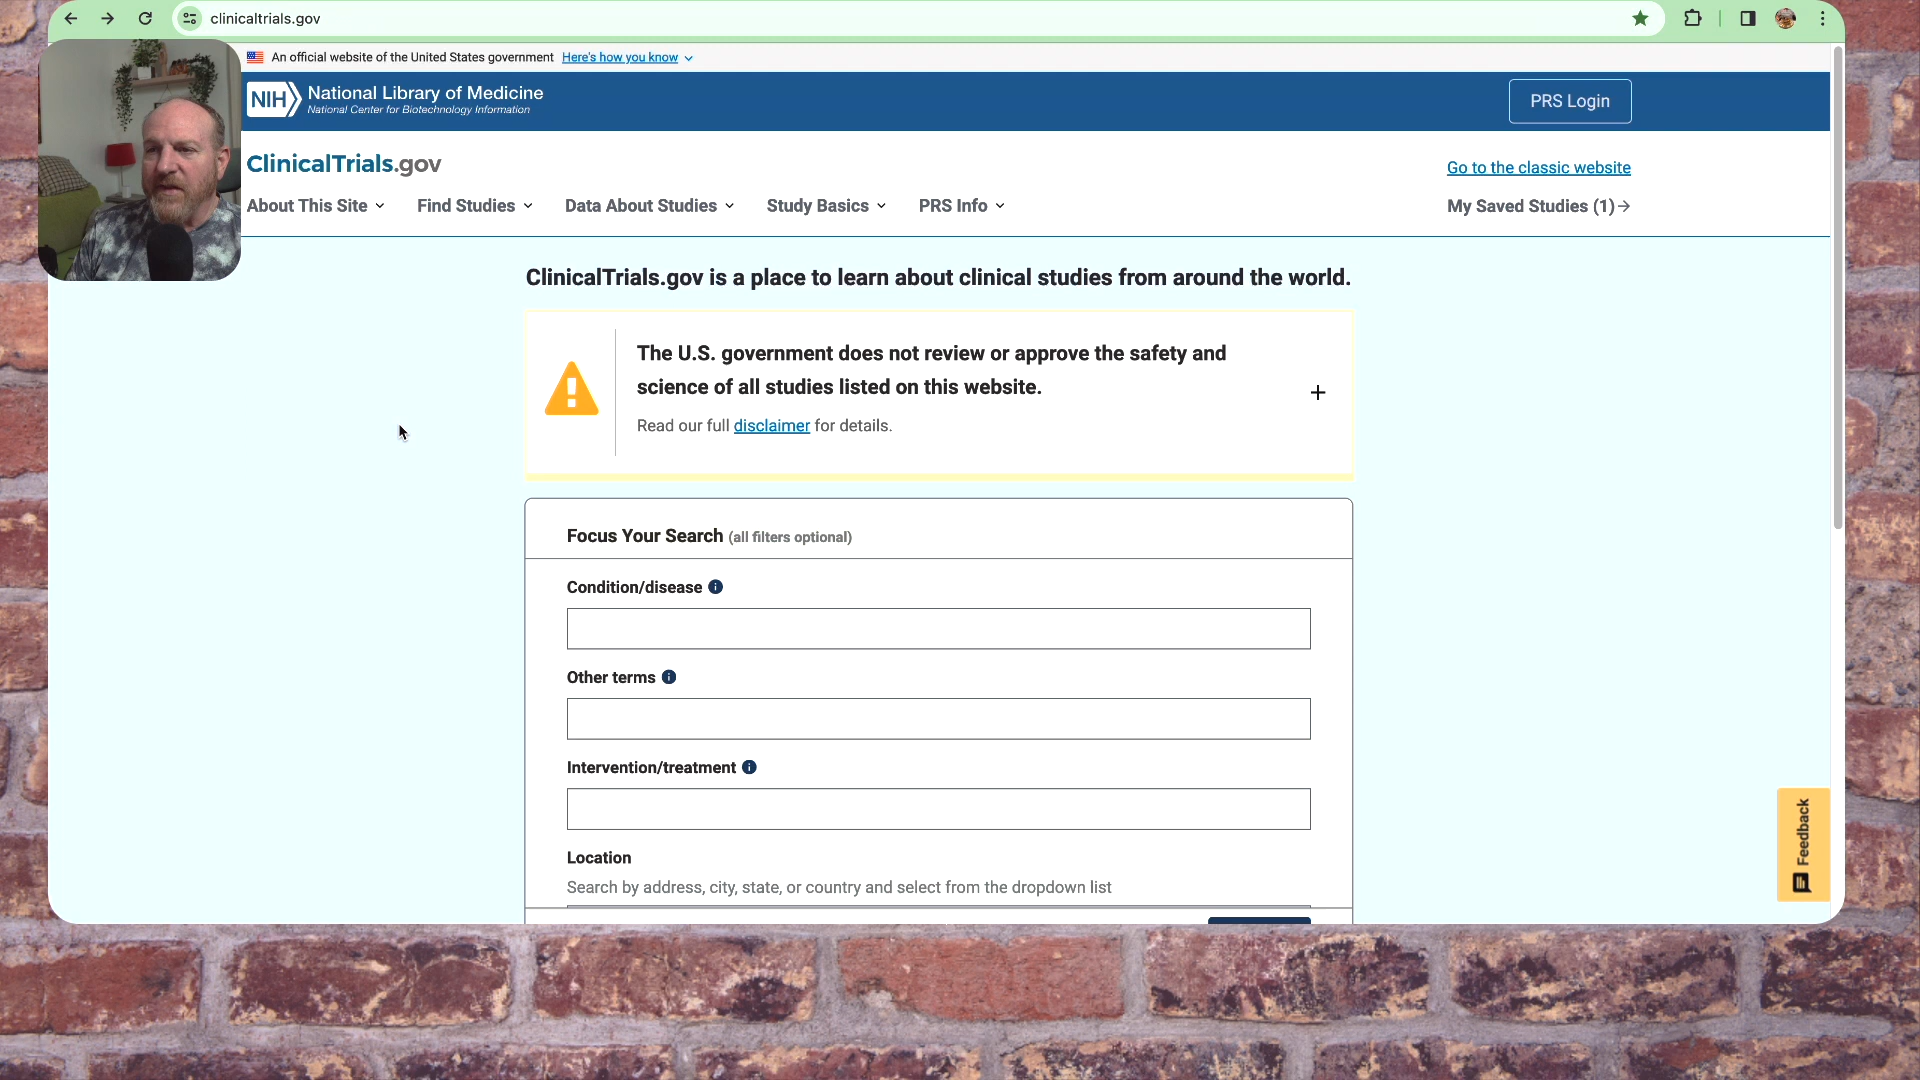 clinicaltrials.gov
An official website of the United States government Here's how you know
NIH National Library of Medicine
National Center for Biotechnology Information
PRS Login
ClinicalTrials.gov
Go to the classic website
About This Site Find Studies Data About Studies Study Basics PRS Info My Saved Studies (1)
ClinicalTrials.gov is a place to learn about clinical studies from around the world.
The U.S. government does not review or approve the safety and
science of all studies listed on this website.
Read our full disclaimer for details.
Focus Your Search (all filters optional)
Condition/disease
Other terms
Intervention/treatment
Location
Search by address, city, state, or country and select from the dropdown list
Feedback